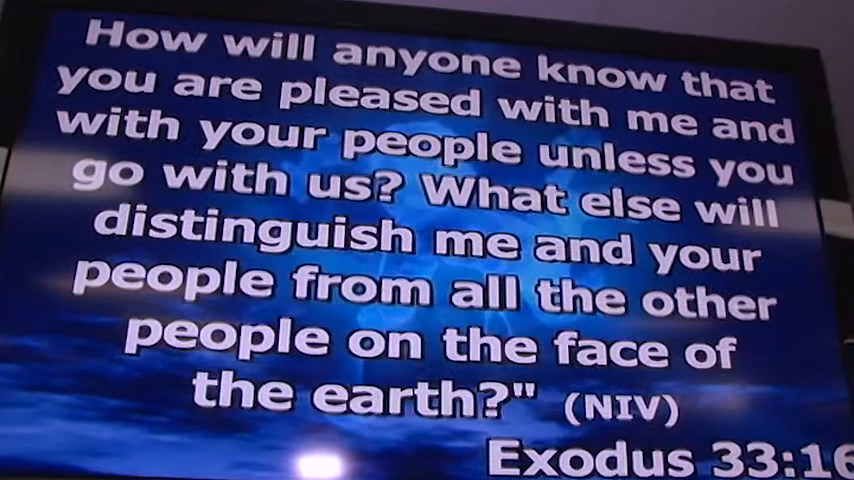 How will anyone know that
you are pleased with me and
with your people unless you
go with us? What else will
distinguish me and your
people from all the other
people on the face of
the earth?" (NIV)
Exodus 33:16